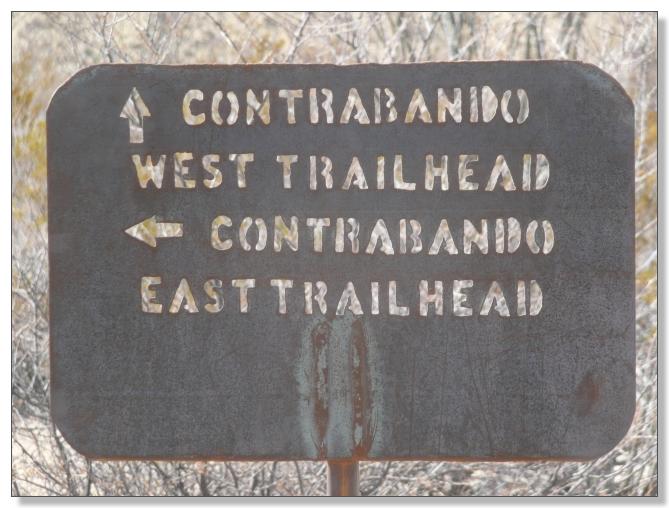 ↑ CONTRABANDO
WEST TRAILHEAD
← CONTRABANDO
EAST TRAILHEAD